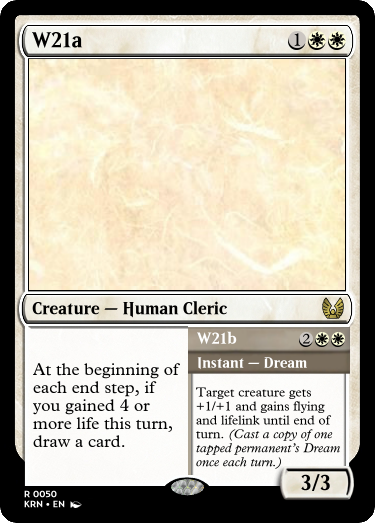 W21a 1
Creature — Human Cleric
At the beginning of
each end step, if
you gained 4 or
more life this turn,
draw a card.
W21b 2
Instant — Dream
Target creature gets
+1/+1 and gains flying
and lifelink until end of
turn. (Cast a copy of one
tapped permanent's Dream
once each turn.)
3/3
R 0050
KRN • EN